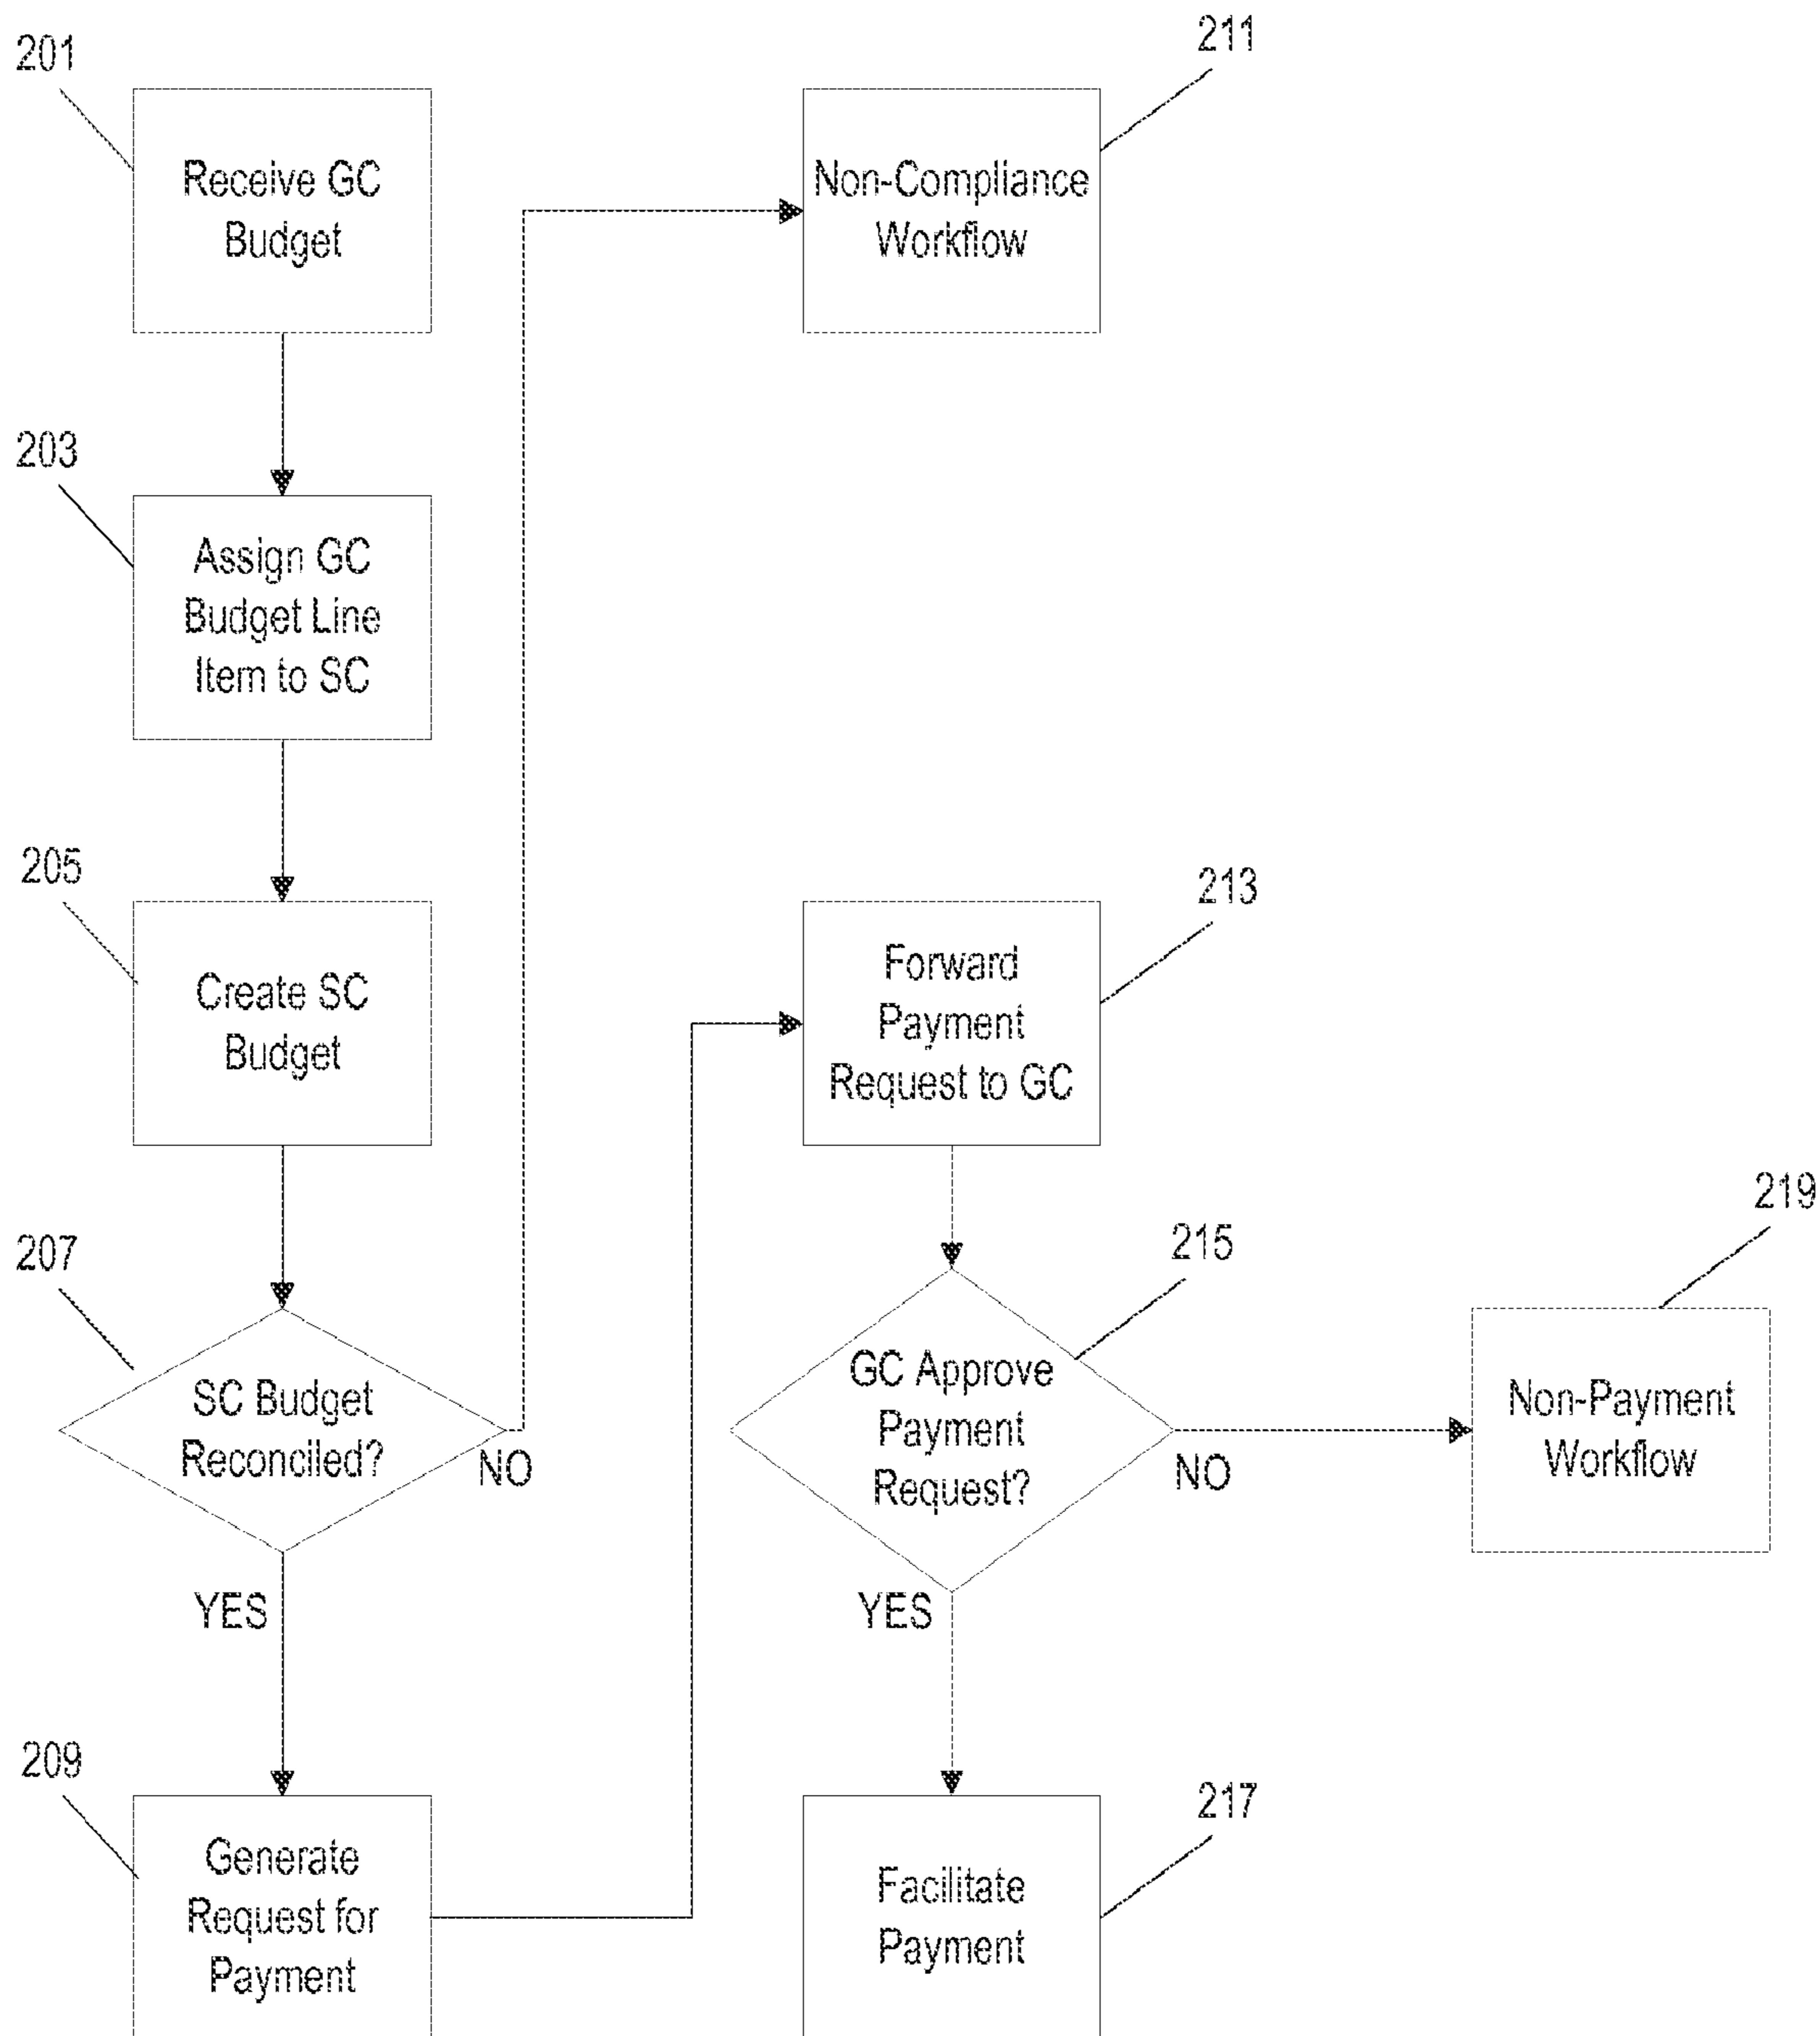 201
Receive GC
Budget
203
Assign GC
Budget Line
Item to SC
205
Create SC
Budget
207
SC Budget
Reconciled?
NO
YES
209
Generate
Request for
Payment
211
Non-Compliance
Workflow
213
Forward
Payment
Request to GC
215
GC Approve
Payment
Request?
NO
YES
217
Facilitate
Payment
219
Non-Payment
Workflow